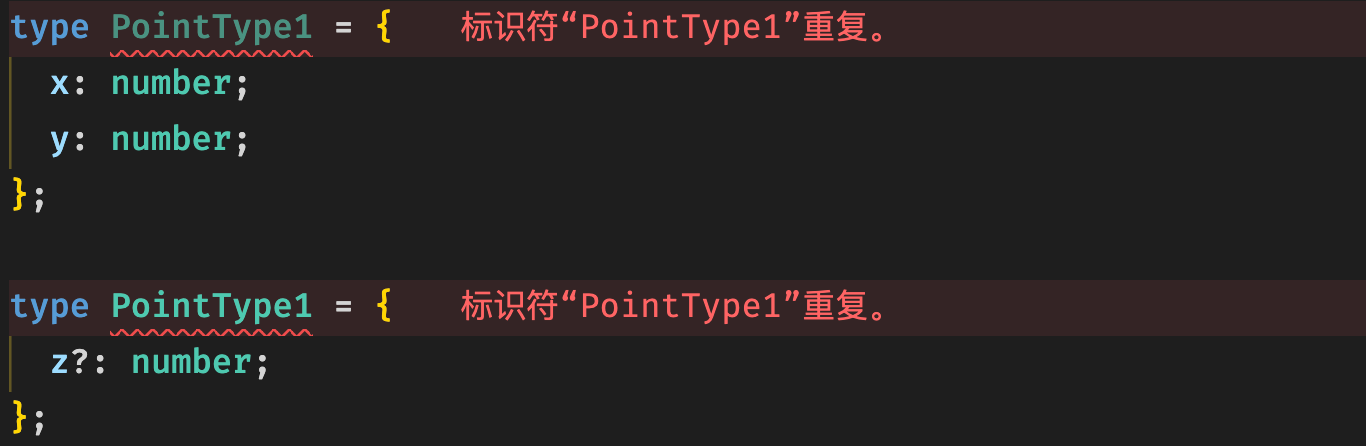 type PointType1 = {   标识符“PointType1”重复。
  x: number;
  y: number;
};
type PointType1 = {   标识符“PointType1”重复。
  z?: number;
};